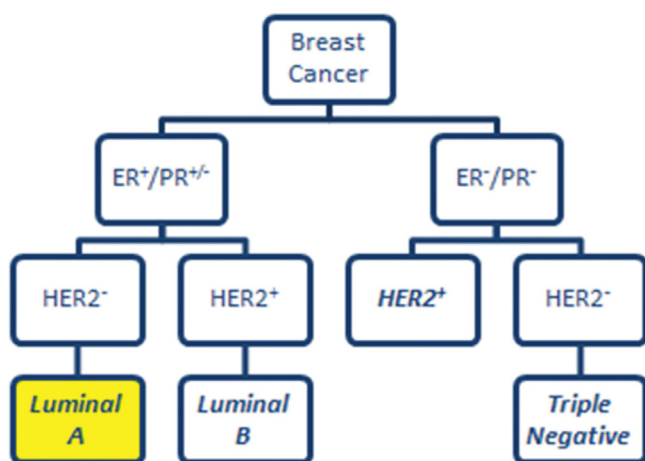 Breast
Cancer
ER⁺/PR⁺/⁻
ER⁻/PR⁻
HER2⁻
HER2⁺
HER2⁺
HER2⁻
Luminal
A
Luminal
B
Triple
Negative